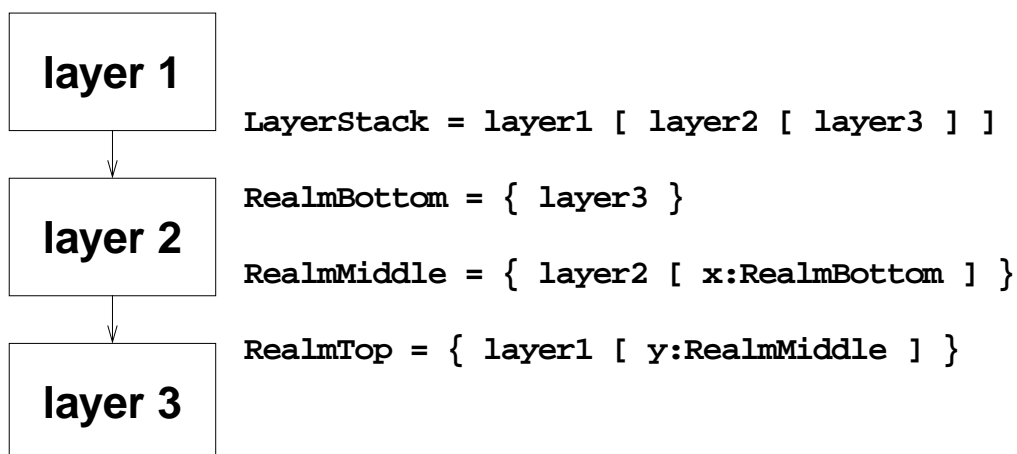 layer 1
LayerStack = layer1 [ layer2 [ layer3 ] ]
RealmBottom = { layer3 }
layer 2
RealmMiddle = { layer2 [ x:RealmBottom ] }
RealmTop = { layer1 [ y:RealmMiddle ] }
layer 3